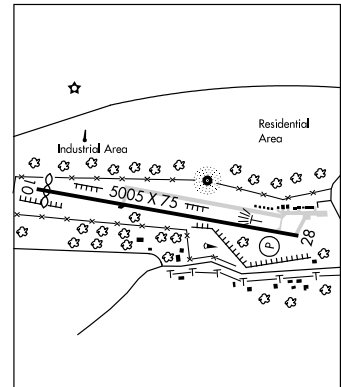 Industrial Area
Residential
Area
10
5005 X 75
28
P